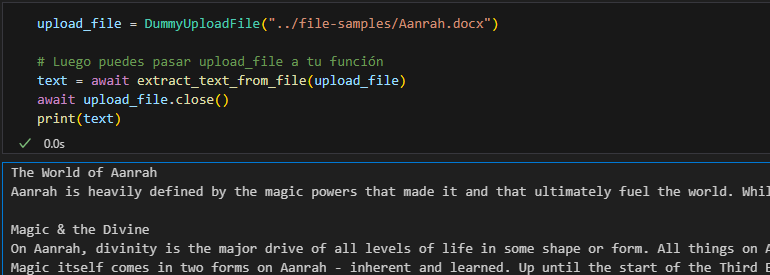 upload_file = DummyUploadFile("../file-samples/Aanrah.docx")
# Luego puedes pasar upload_file a tu función
text = await extract_text_from_file(upload_file)
await upload_file.close()
print(text)
0.0s
The World of Aanrah
Aanrah is heavily defined by the magic powers that made it and that ultimately fuel the world.
Magic & the Divine
On Aanrah, divinity is the major drive of all levels of life in some shape or form. All things on
Magic itself comes in two forms on Aanrah - inherent and learned. Up until the start of the Third